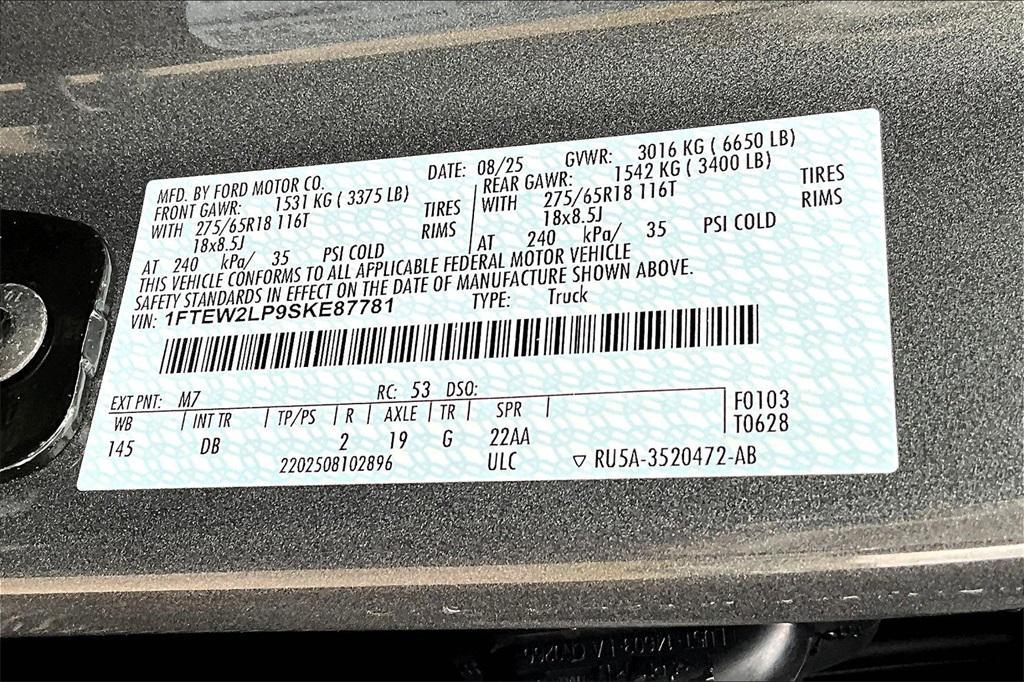 MFD. BY FORD MOTOR CO. DATE: 08/25 GVWR: 3016 KG ( 6650 LB)
FRONT GAWR: 1531 KG ( 3375 LB) REAR GAWR: 1542 KG ( 3400 LB)
WITH 275/65R18 116T TIRES WITH 275/65R18 116T TIRES
18x8.5J RIMS 18x8.5J RIMS
AT 240 kPa/ 35 PSI COLD AT 240 kPa/ 35 PSI COLD
THIS VEHICLE CONFORMS TO ALL APPLICABLE FEDERAL MOTOR VEHICLE
SAFETY STANDARDS IN EFFECT ON THE DATE OF MANUFACTURE SHOWN ABOVE.
VIN: 1FTEW2LP9SKE87781 TYPE: Truck
EXT PNT: M7 RC: 53 DSO:
WB INT TR TP/PS R AXLE TR SPR F0103
145 DB 2 19 G 22AA T0628
2202508102896 ULC ▽ RU5A-3520472-AB